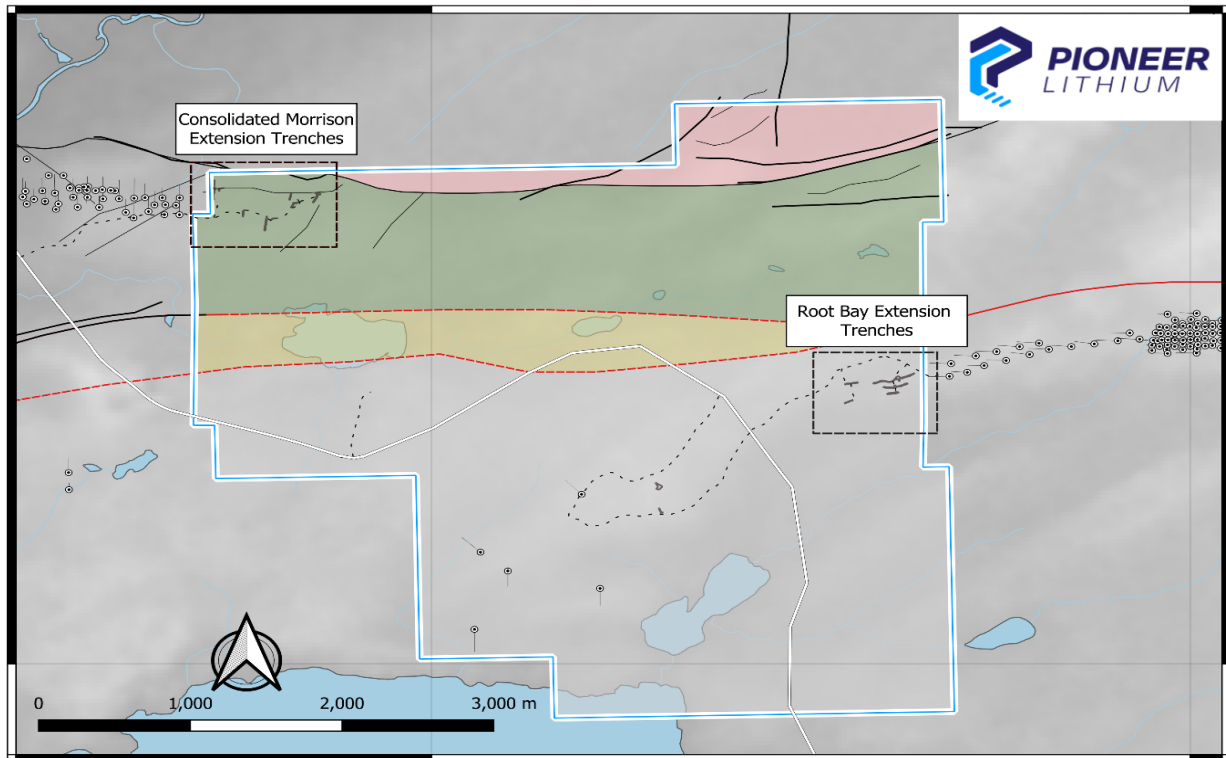 PIONEER
LITHIUM
Consolidated Morrison
Extension Trenches
Root Bay Extension
Trenches
0 1,000 2,000 3,000 m